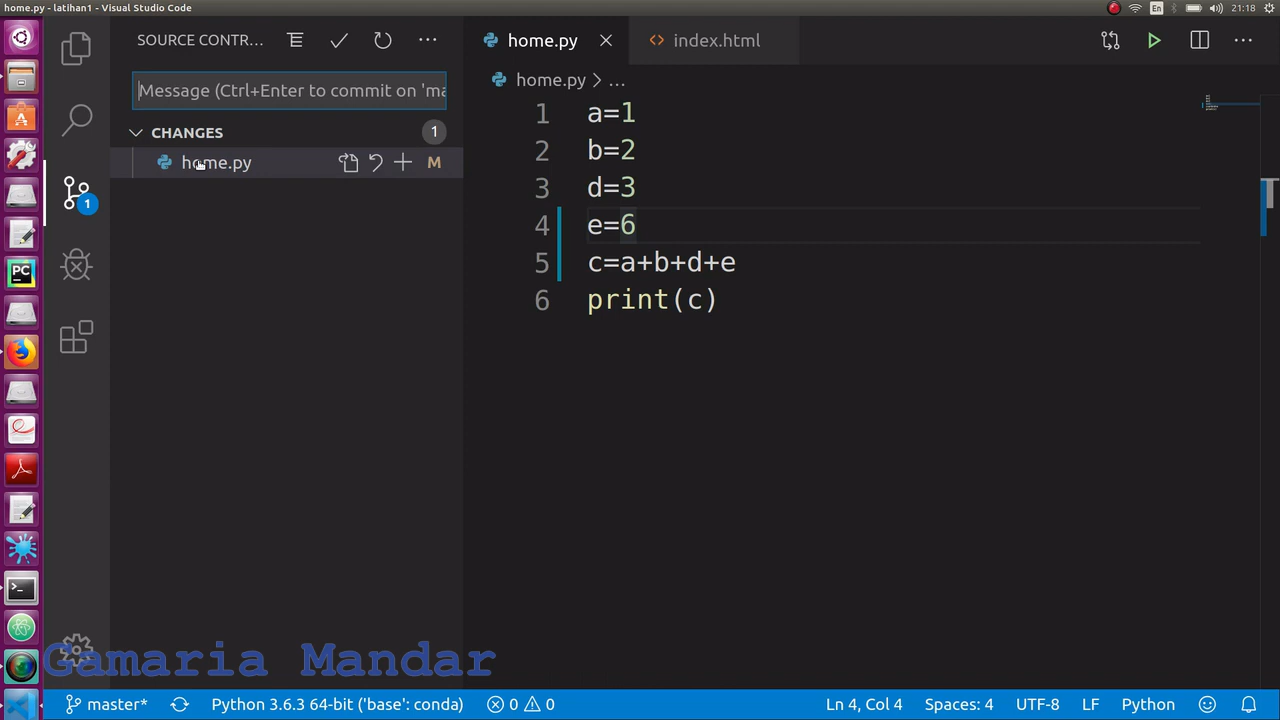 home.py - latihan1 - Visual Studio Code
En
21:18
SOURCE CONTR...
Message (Ctrl+Enter to commit on 'ma
CHANGES
1
home.py
M
1
PC
home.py
index.html
home.py > ...
1 a=1
2 b=2
3 d=3
4 e=6
5 c=a+b+d+e
6 print(c)
Gamaria Mandar
master*
Python 3.6.3 64-bit ('base': conda)
0
0
Ln 4, Col 4
Spaces: 4
UTF-8
LF
Python